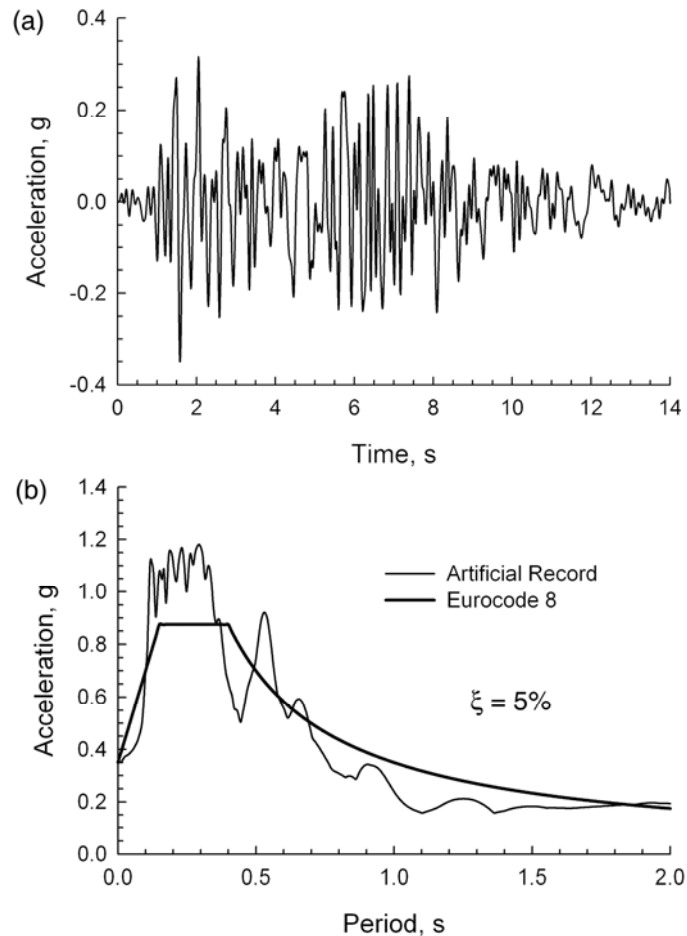 (a)
0.4
0.2
0.0
-0.2
-0.4
Acceleration, g
0 2 4 6 8 10 12 14
Time, s
(b)
1.4
1.2
1.0
0.8
0.6
0.4
0.2
0.0
Acceleration, g
Artificial Record
Eurocode 8
ξ = 5%
0.0 0.5 1.0 1.5 2.0
Period, s